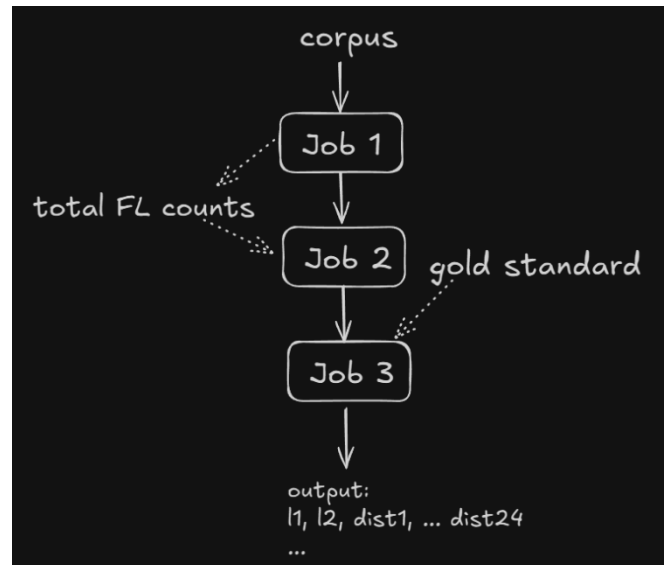 corpus
Job 1
total FL counts
Job 2
gold standard
Job 3
output:
l1, l2, dist1, ... dist24
...